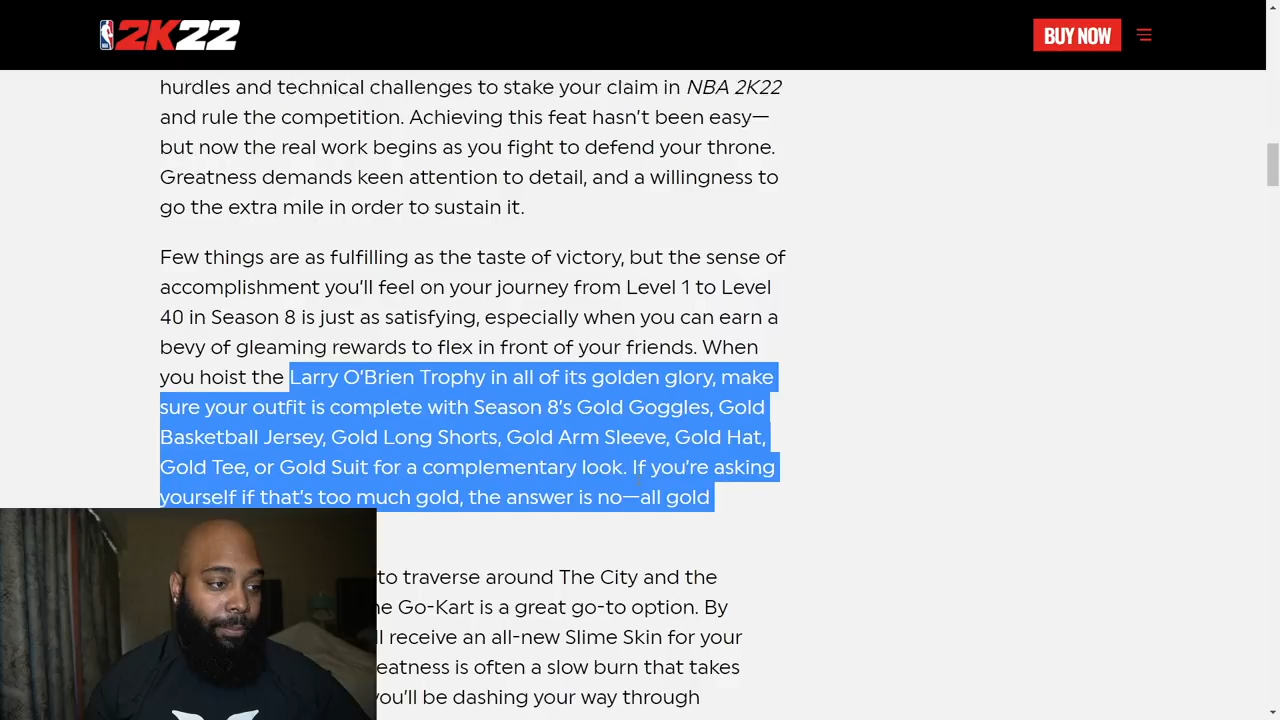 2K22
BUY NOW
hurdles and technical challenges to stake your claim in NBA 2K22
and rule the competition. Achieving this feat hasn't been easy—
but now the real work begins as you fight to defend your throne.
Greatness demands keen attention to detail, and a willingness to
go the extra mile in order to sustain it.
Few things are as fulfilling as the taste of victory, but the sense of
accomplishment you'll feel on your journey from Level 1 to Level
40 in Season 8 is just as satisfying, especially when you can earn a
bevy of gleaming rewards to flex in front of your friends. When
you hoist the Larry O'Brien Trophy in all of its golden glory, make
sure your outfit is complete with Season 8's Gold Goggles, Gold
Basketball Jersey, Gold Long Shorts, Gold Arm Sleeve, Gold Hat,
Gold Tee, or Gold Suit for a complementary look. If you're asking
yourself if that's too much gold, the answer is no—all gold
to traverse around The City and the
Go-Kart is a great go-to option. By
receive an all-new Slime Skin for your
is often a slow burn that takes
you'll be dashing your way through